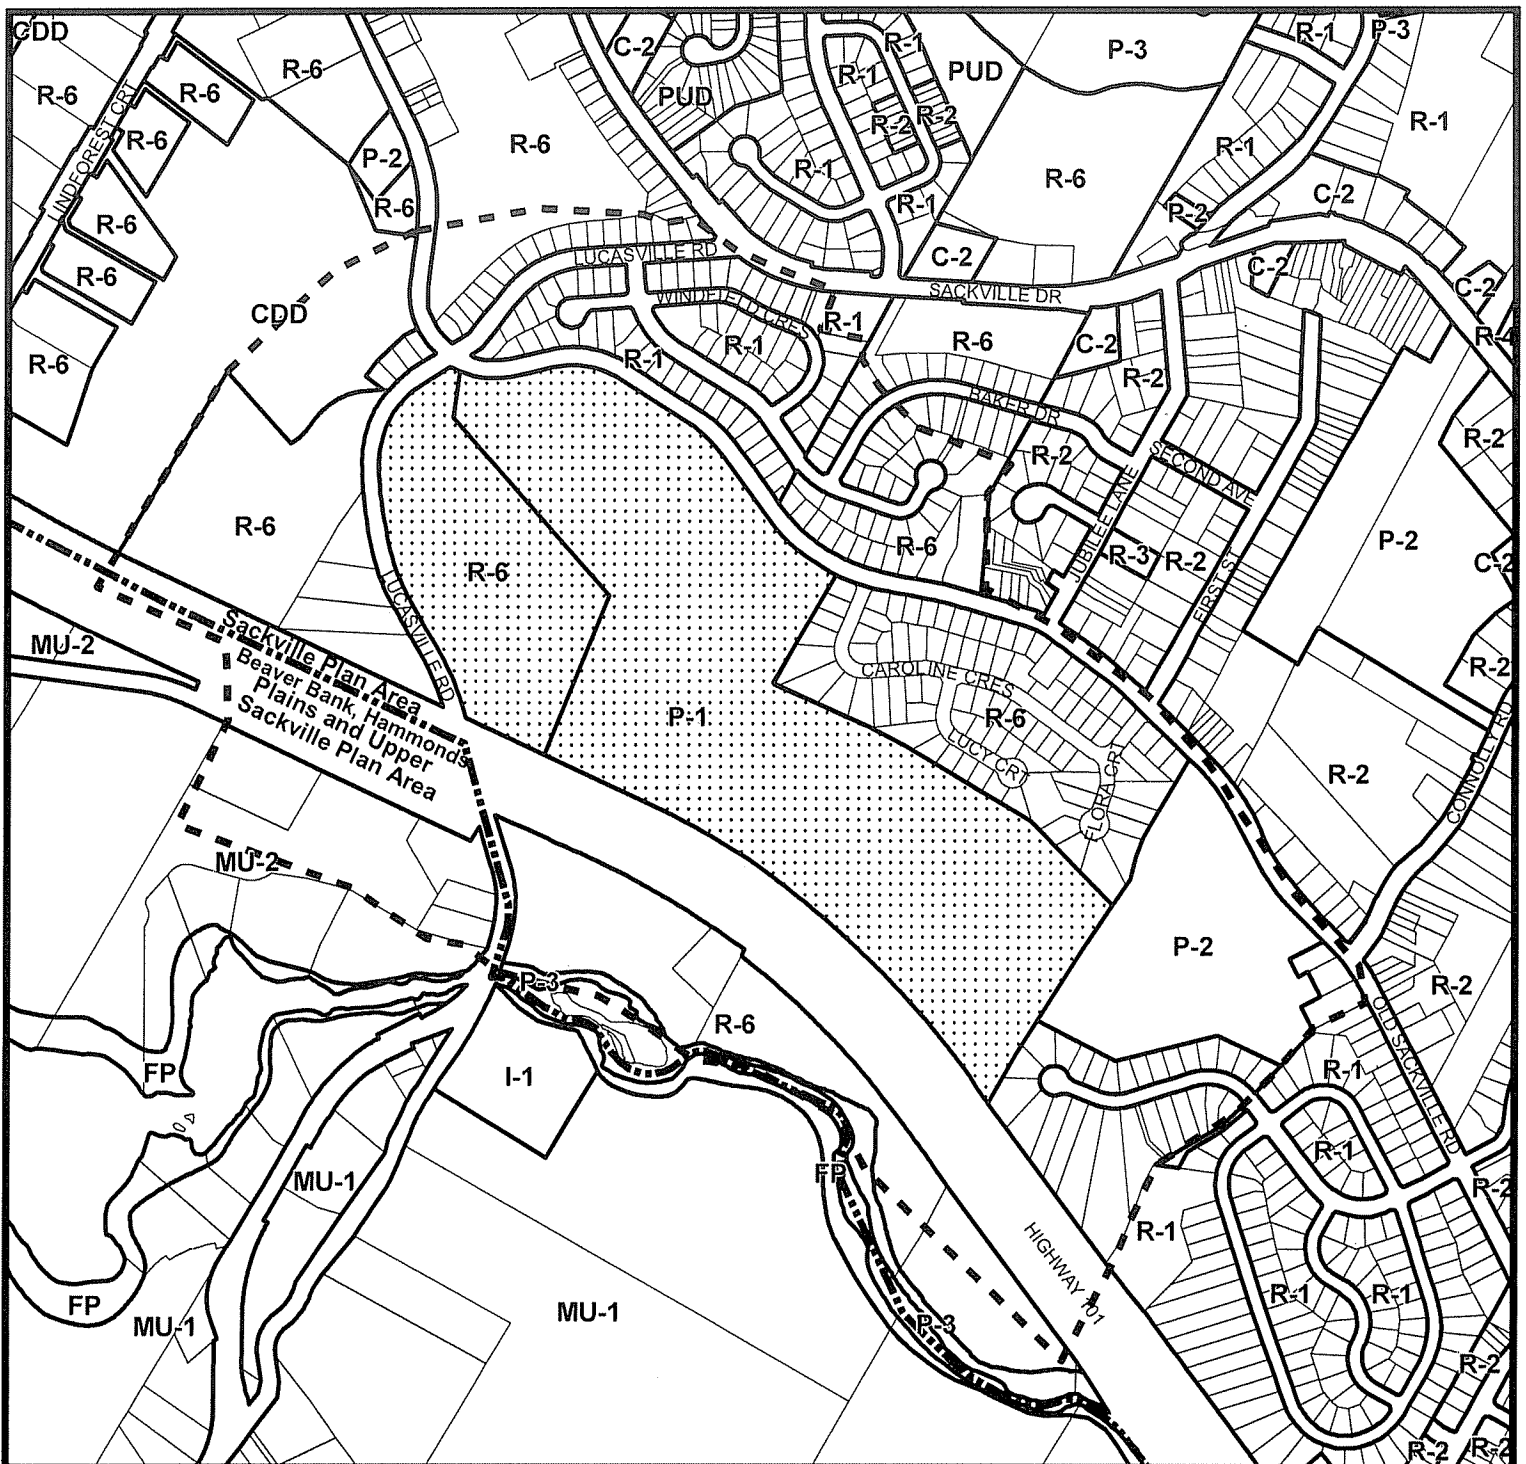 CDD
R-6
R-6
R-6
R-6
LINDFOREST CRT
R-6
R-6
R-6
P-2
R-6
R-6
C-2
PUD
R-1
R-1
R-2
R-2
PUD
R-1
R-1
P-3
R-1
P-3
R-1
R-1
R-6
P-2
C-2
C-2
C-2
SACKVILLE DR
LUCASVILLE RD
WINDFIELD CRES
R-1
R-1
R-1
CDD
R-6
C-2
R-2
C-2
R-4
BAKER DR
R-2
SECOND AVE
JUBILEE LANE
R-3
R-2
FIRST ST
P-2
R-2
C-2
R-2
R-6
R-6
R-6
LUCASVILLE RD
MU-2
Sackville Plan Area
Beaver Bank, Hammonds
Plains and Upper
Sackville Plan Area
P-1
CAROLINE CRES
R-6
LUCY CRT
FLORA CRT
R-2
CONNOLLY RD
MU-2
P-2
R-2
OLD SACKVILLE RD
P-3
R-6
I-1
FP
FP
R-1
R-1
R-2
MU-1
R-1
HIGHWAY 101
R-1
R-1
FP
MU-1
MU-1
P-3
R-2
R-2
R-2